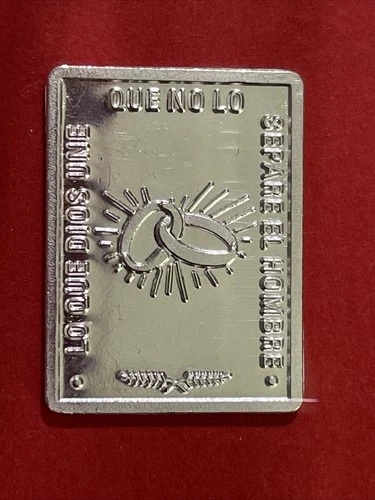 LO QUE DIOS UNE
QUE NO LO
SEPARE EL HOMBRE